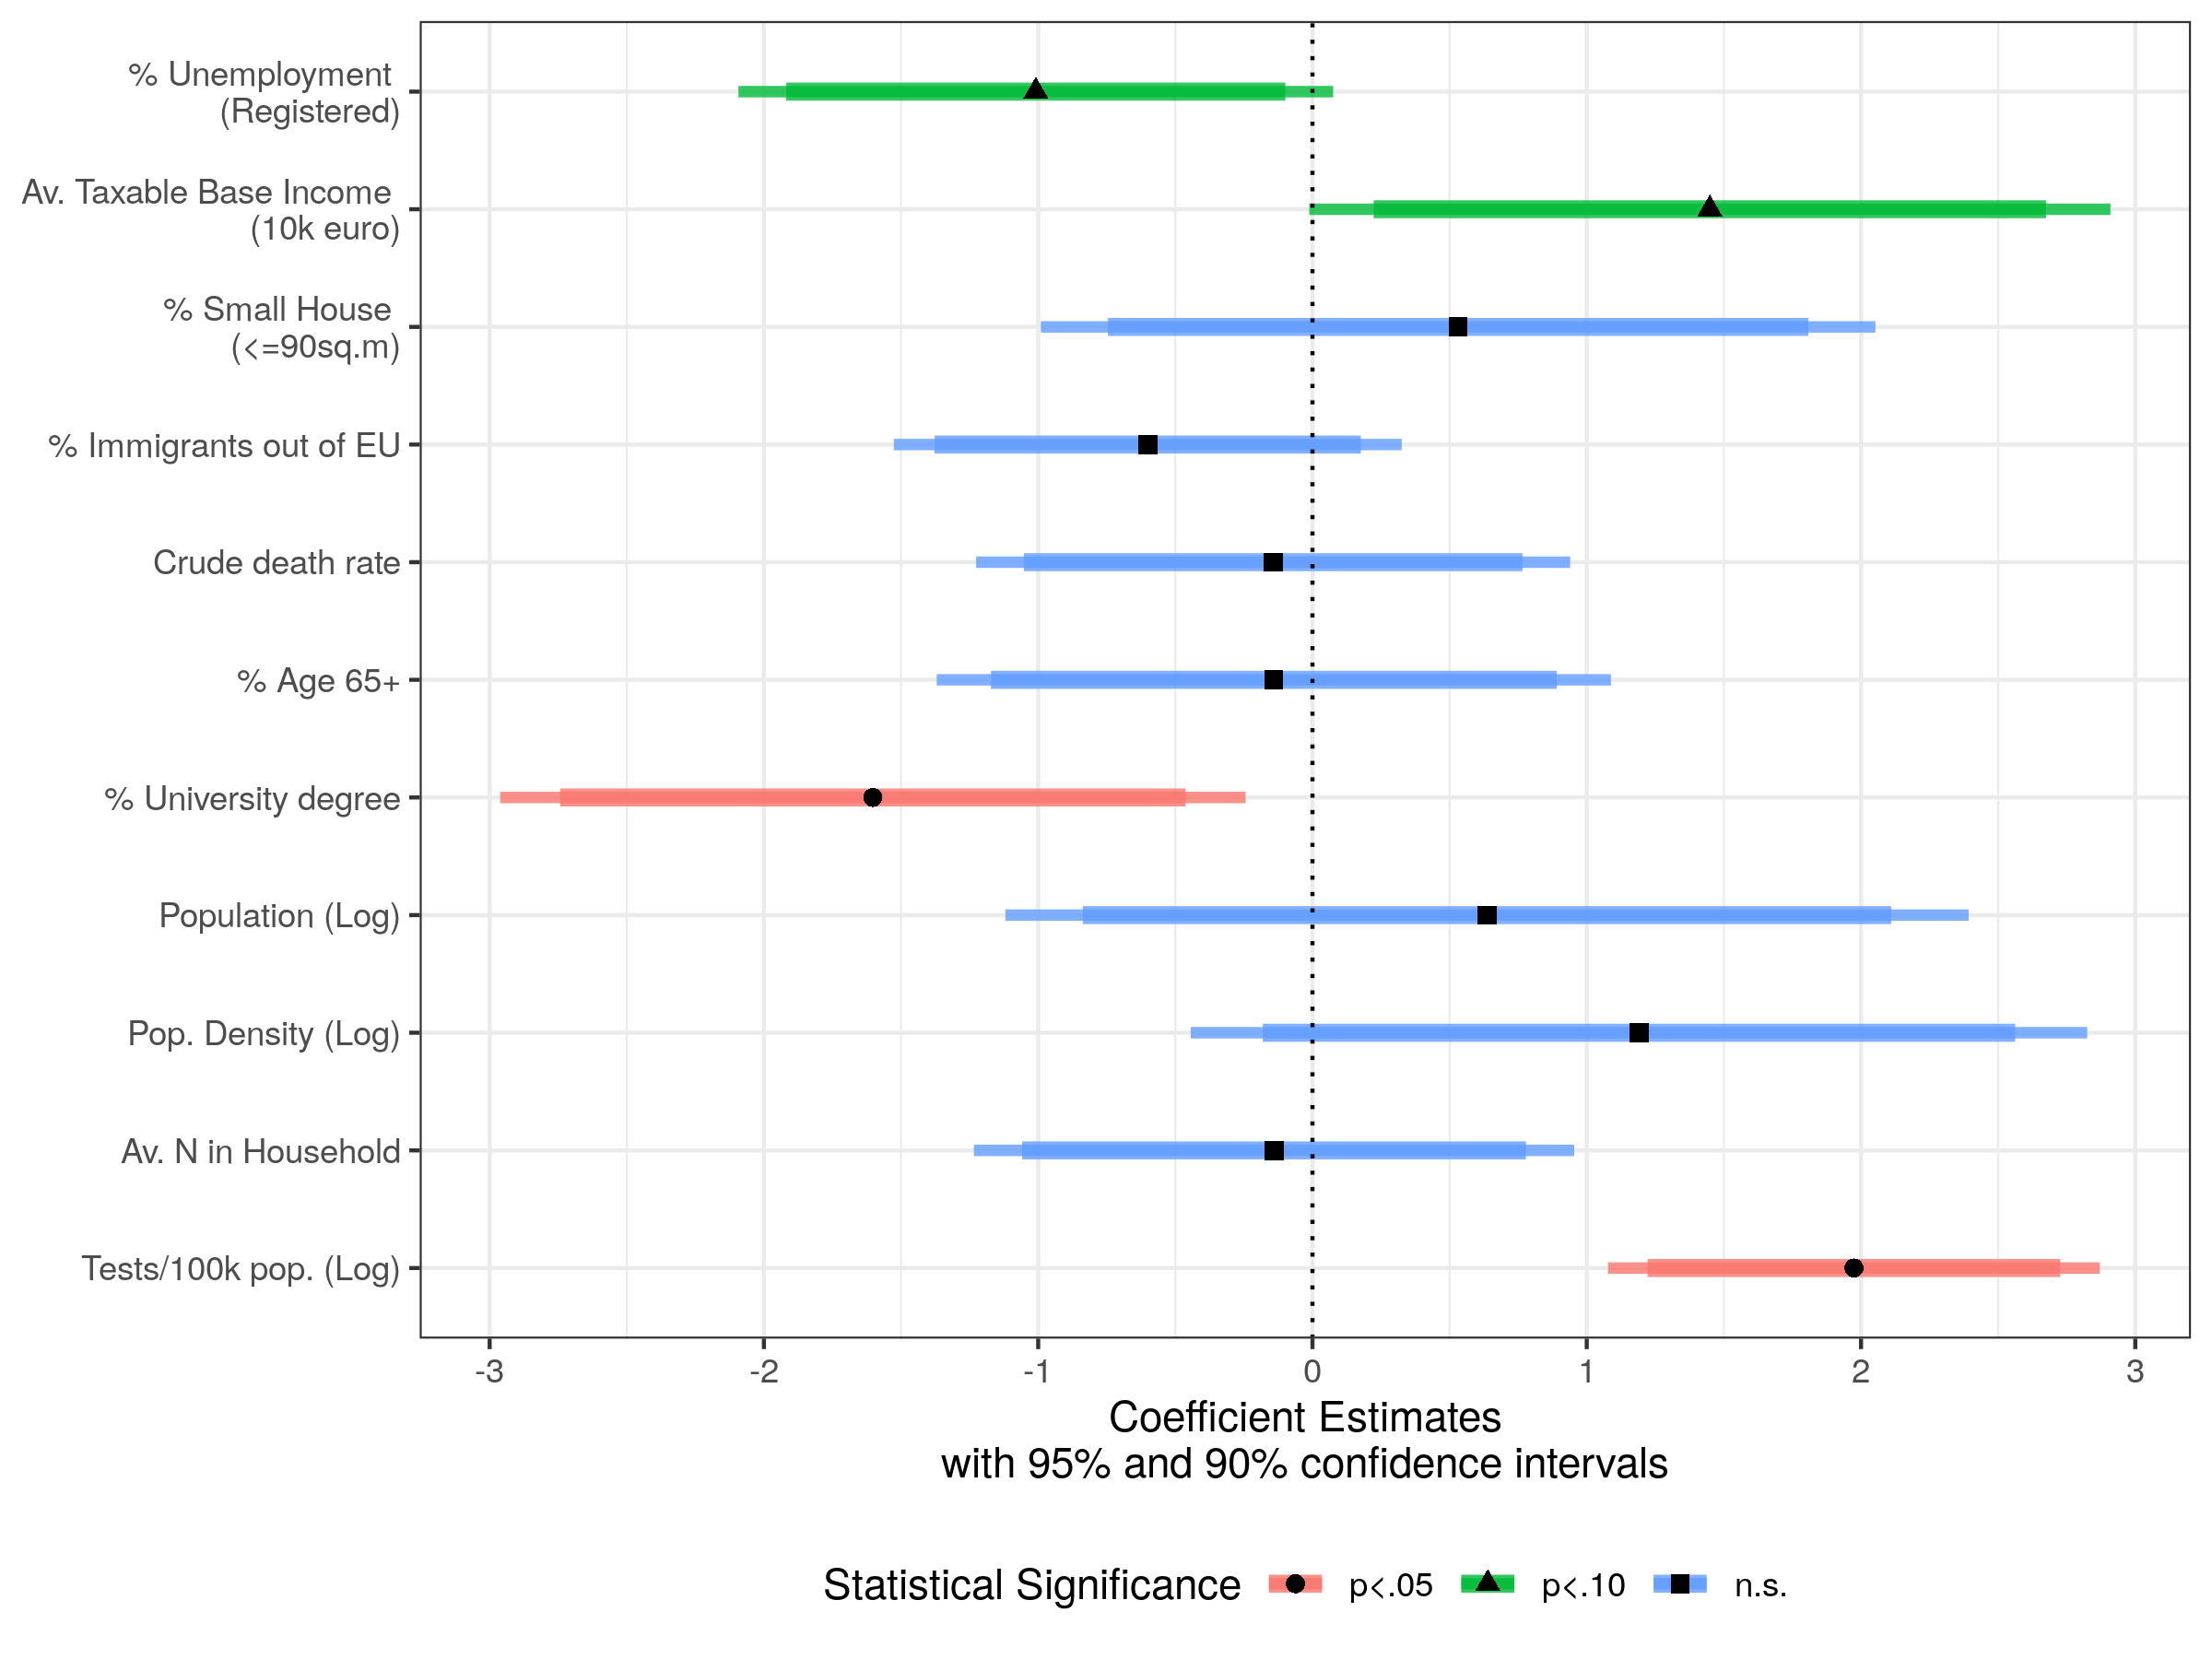 % Unemployment
(Registered)
Av. Taxable Base Income
(10k euro)
% Small House
(<=90sq.m)
% Immigrants out of EU
Crude death rate
% Age 65+
% University degree
Population (Log)
Pop. Density (Log)
Av. N in Household
Tests/100k pop. (Log)
-3 -2 -1 0 1 2 3
Coefficient Estimates
with 95% and 90% confidence intervals
Statistical Significance p<.05 p<.10 n.s.